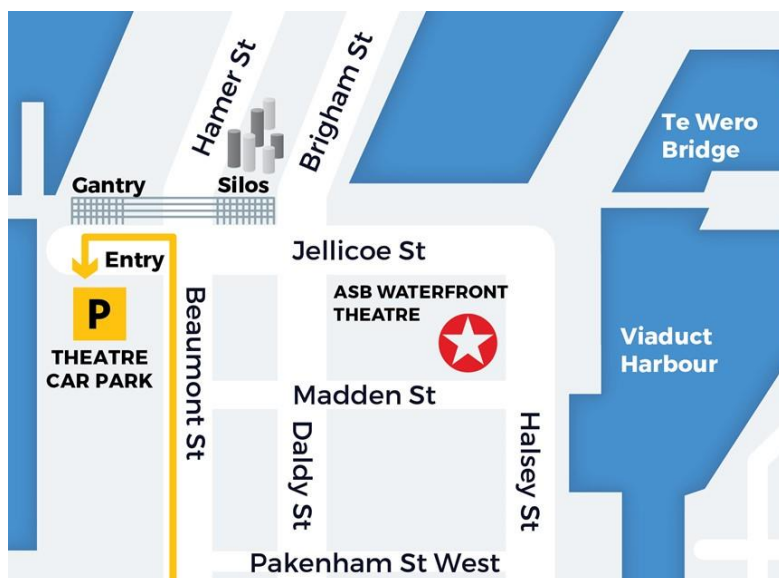 Hamer St
Brigham St
Te Wero
Bridge
Gantry
Silos
Jellicoe St
Entry
P
THEATRE
CAR PARK
Beaumont St
ASB WATERFRONT
THEATRE
Viaduct
Harbour
Madden St
Daldy St
Halsey St
Pakenham St West